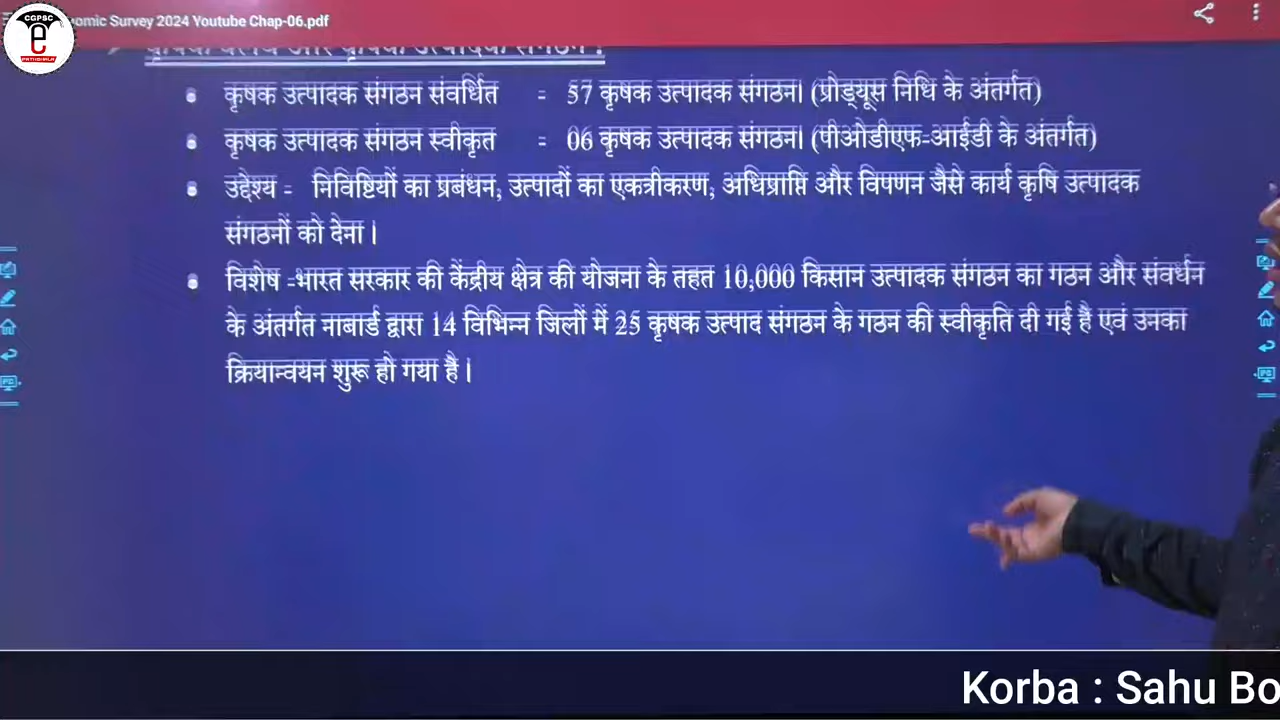 CGPSC
e
PATHSHALA
omic Survey 2024 Youtube Chap-06.pdf
कृषक उत्पादक संगठन संवर्धित = 57 कृषक उत्पादक संगठन। (प्रौड्यूस निधि के अंतर्गत)
कृषक उत्पादक संगठन स्वीकृत = 06 कृषक उत्पादक संगठन। (पीओडीएफ-आईडी के अंतर्गत)
उद्देश्य - निविष्टियों का प्रबंधन, उत्पादों का एकत्रीकरण, अधिप्राप्ति और विपणन जैसे कार्य कृषि उत्पादक
संगठनों को देना।
विशेष -भारत सरकार की केंद्रीय क्षेत्र की योजना के तहत 10,000 किसान उत्पादक संगठन का गठन और संवर्धन
के अंतर्गत नाबार्ड द्वारा 14 विभिन्न जिलों में 25 कृषक उत्पाद संगठन के गठन की स्वीकृति दी गई है एवं उनका
क्रियान्वयन शुरू हो गया है।
Korba : Sahu Bo